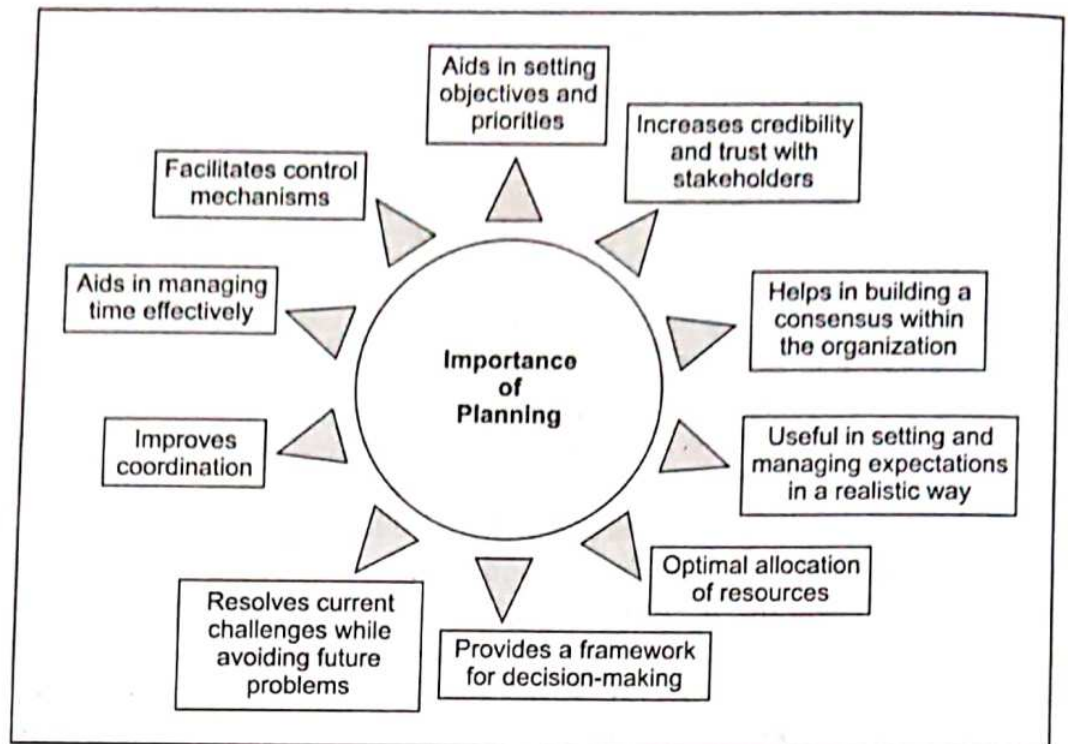 Aids in setting
objectives and
priorities
Increases credibility
and trust with
stakeholders
Helps in building a
consensus within
the organization
Useful in setting and
managing expectations
in a realistic way
Optimal allocation
of resources
Provides a framework
for decision-making
Resolves current
challenges while
avoiding future
problems
Improves
coordination
Aids in managing
time effectively
Facilitates control
mechanisms
Importance
of
Planning